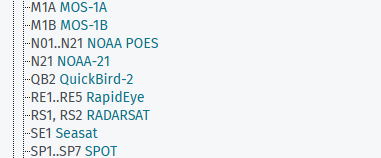 M1A MOS-1A
M1B MOS-1B
N01..N21 NOAA POES
N21 NOAA-21
QB2 QuickBird-2
RE1..RE5 RapidEye
RS1, RS2 RADARSAT
SE1 Seasat
SP1..SP7 SPOT